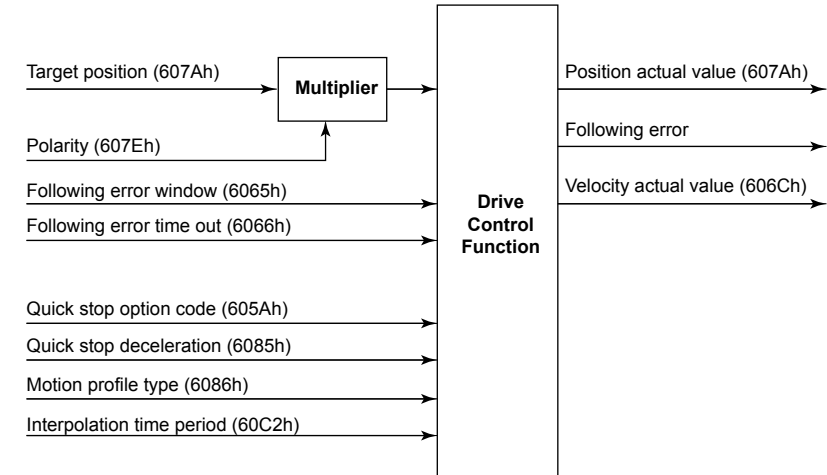 Target position (607Ah)
Multiplier
Polarity (607Eh)
Following error window (6065h)
Following error time out (6066h)
Quick stop option code (605Ah)
Quick stop deceleration (6085h)
Motion profile type (6086h)
Interpolation time period (60C2h)
Drive
Control
Function
Position actual value (607Ah)
Following error
Velocity actual value (606Ch)